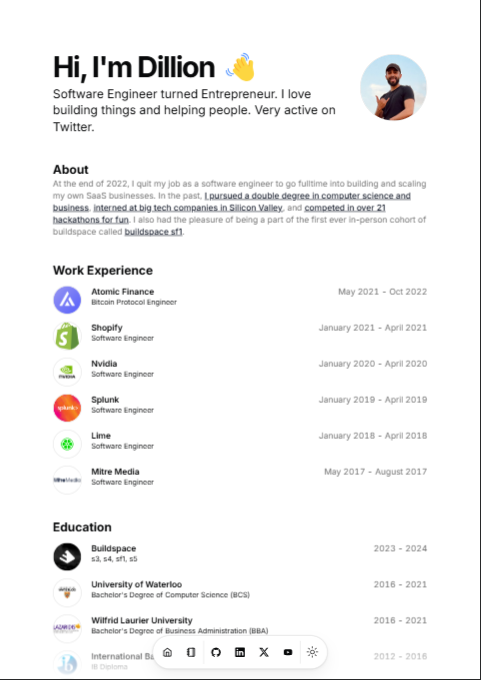 Hi, I'm Dillion 👋
Software Engineer turned Entrepreneur. I love
building things and helping people. Very active on
Twitter.
About
At the end of 2022, I quit my job as a software engineer to go fulltime into building and scaling
my own SaaS businesses. In the past, I pursued a double degree in computer science and
business, interned at big tech companies in Silicon Valley, and competed in over 21
hackathons for fun. I also had the pleasure of being a part of the first ever in-person cohort of
buildspace called buildspace sf1.
Work Experience
Atomic Finance May 2021 - Oct 2022
Bitcoin Protocol Engineer
Shopify January 2021 - April 2021
Software Engineer
Nvidia January 2020 - April 2020
Software Engineer
Splunk January 2019 - April 2019
Software Engineer
Lime January 2018 - April 2018
Software Engineer
Mitre Media May 2017 - August 2017
Software Engineer
Education
Buildspace 2023 - 2024
s3, s4, sf1, s5
University of Waterloo 2016 - 2021
Bachelor's Degree of Computer Science (BCS)
Wilfrid Laurier University 2016 - 2021
Bachelor's Degree of Business Administration (BBA)
International Ba 2012 - 2016
IB Diploma